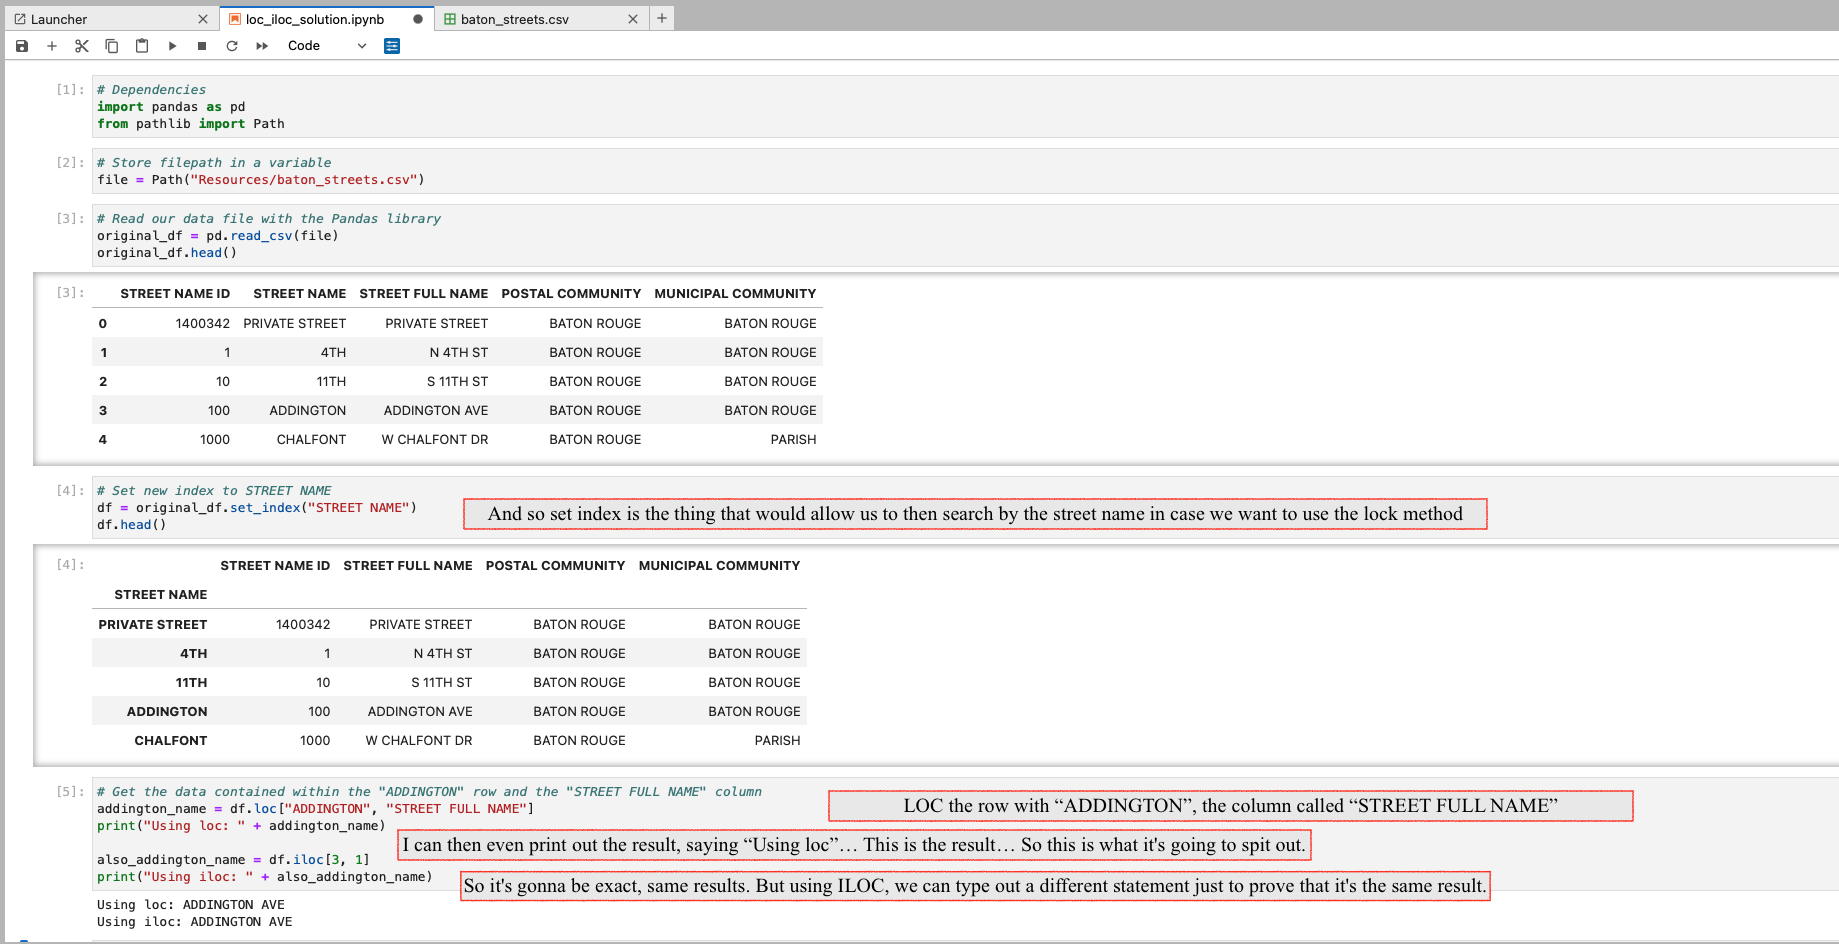 Launcher
loc_iloc_solution.ipynb
baton_streets.csv
Code
[1]: # Dependencies
import pandas as pd
from pathlib import Path
[2]: # Store filepath in a variable
file = Path("Resources/baton_streets.csv")
[3]: # Read our data file with the Pandas library
original_df = pd.read_csv(file)
original_df.head()
[3]: STREET NAME ID STREET NAME STREET FULL NAME POSTAL COMMUNITY MUNICIPAL COMMUNITY
0 1400342 PRIVATE STREET PRIVATE STREET BATON ROUGE BATON ROUGE
1 1 4TH N 4TH ST BATON ROUGE BATON ROUGE
2 10 11TH S 11TH ST BATON ROUGE BATON ROUGE
3 100 ADDINGTON ADDINGTON AVE BATON ROUGE BATON ROUGE
4 1000 CHALFONT W CHALFONT DR BATON ROUGE PARISH
[4]: # Set new index to STREET NAME
df = original_df.set_index("STREET NAME")
df.head()
And so set index is the thing that would allow us to then search by the street name in case we want to use the lock method
[4]: STREET NAME ID STREET FULL NAME POSTAL COMMUNITY MUNICIPAL COMMUNITY
STREET NAME
PRIVATE STREET 1400342 PRIVATE STREET BATON ROUGE BATON ROUGE
4TH 1 N 4TH ST BATON ROUGE BATON ROUGE
11TH 10 S 11TH ST BATON ROUGE BATON ROUGE
ADDINGTON 100 ADDINGTON AVE BATON ROUGE BATON ROUGE
CHALFONT 1000 W CHALFONT DR BATON ROUGE PARISH
[5]: # Get the data contained within the "ADDINGTON" row and the "STREET FULL NAME" column
addington_name = df.loc["ADDINGTON", "STREET FULL NAME"]
LOC the row with “ADDINGTON”, the column called “STREET FULL NAME”
print("Using loc: " + addington_name)
I can then even print out the result, saying “Using loc”… This is the result… So this is what it's going to spit out.
also_addington_name = df.iloc[3, 1]
print("Using iloc: " + also_addington_name)
So it's gonna be exact, same results. But using ILOC, we can type out a different statement just to prove that it's the same result.
Using loc: ADDINGTON AVE
Using iloc: ADDINGTON AVE